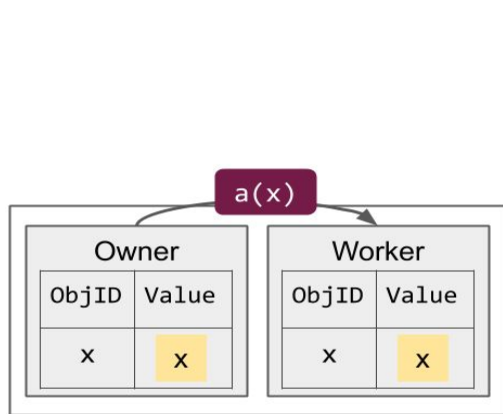 a(x)
Owner
ObjID Value
x x
Worker
ObjID Value
x x